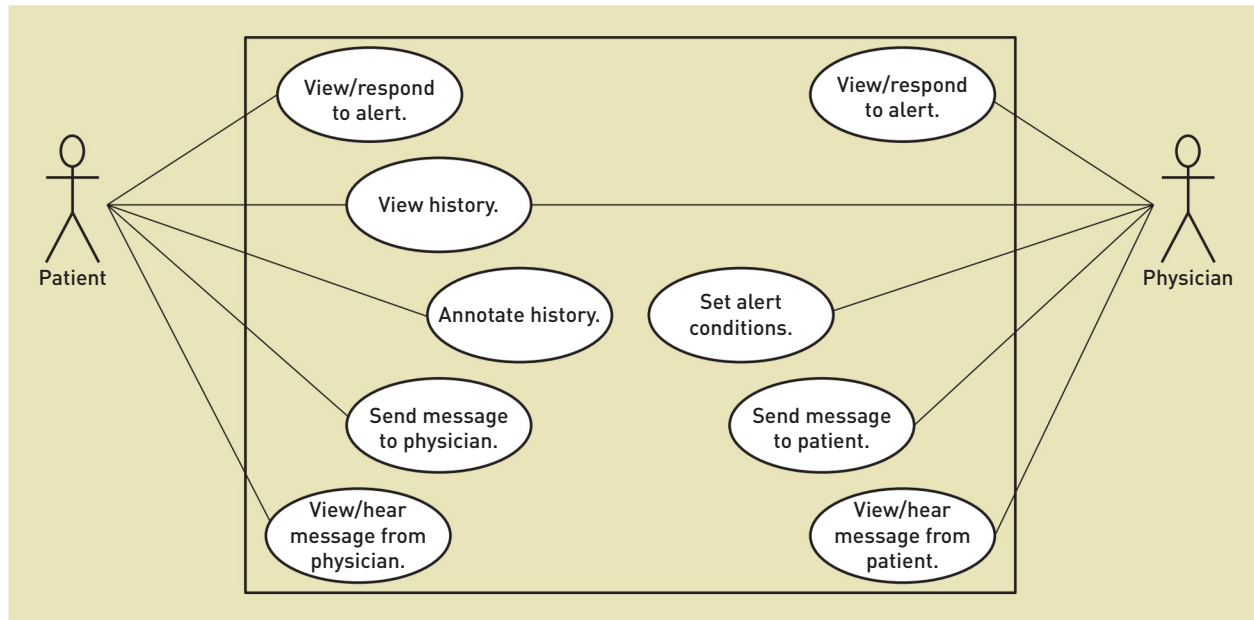 View/respond
to alert.
View/respond
to alert.
View history.
Patient
Physician
Annotate history.
Set alert
conditions.
Send message
to physician.
Send message
to patient.
View/hear
message from
physician.
View/hear
message from
patient.